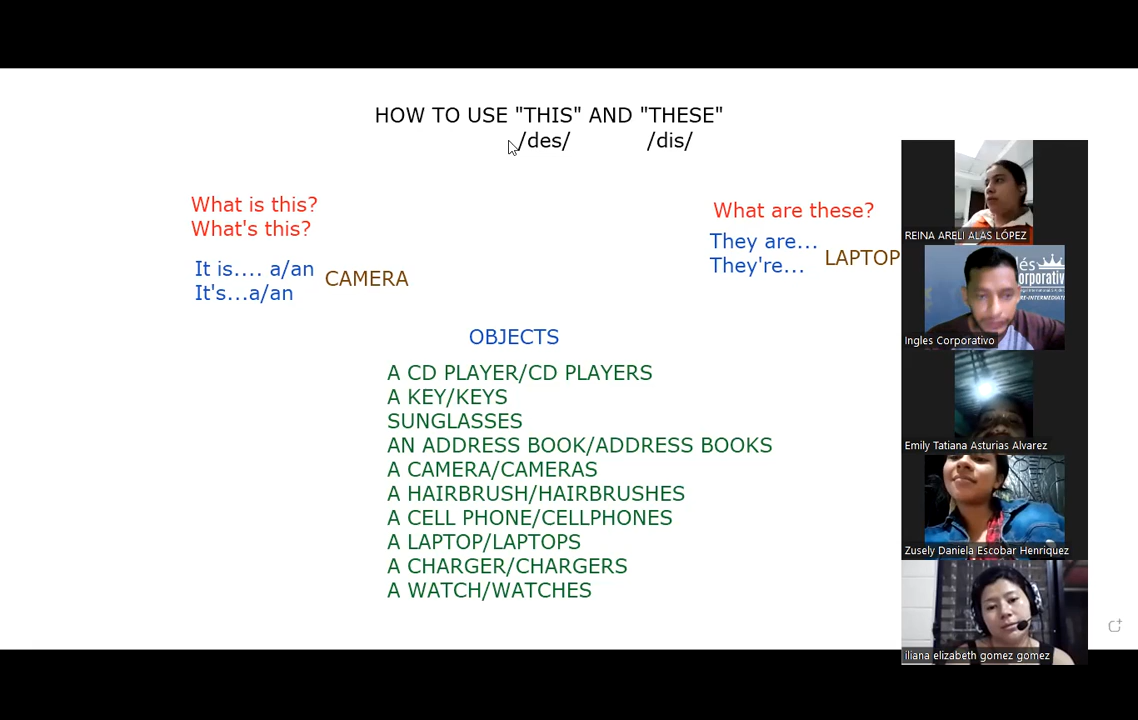 HOW TO USE "THIS" AND "THESE"
/des/ /dis/
What is this?
What's this?
It is.... a/an
It's...a/an
CAMERA
What are these?
They are...
They're...
LAPTOP
OBJECTS
A CD PLAYER/CD PLAYERS
A KEY/KEYS
SUNGLASSES
AN ADDRESS BOOK/ADDRESS BOOKS
A CAMERA/CAMERAS
A HAIRBRUSH/HAIRBRUSHES
A CELL PHONE/CELLPHONES
A LAPTOP/LAPTOPS
A CHARGER/CHARGERS
A WATCH/WATCHES
REINA ARELI ALAS LÓPEZ
Ingles Corporativo
Emily Tatiana Asturias Alvarez
Zusely Daniela Escobar Henriquez
iliana elizabeth gomez gomez